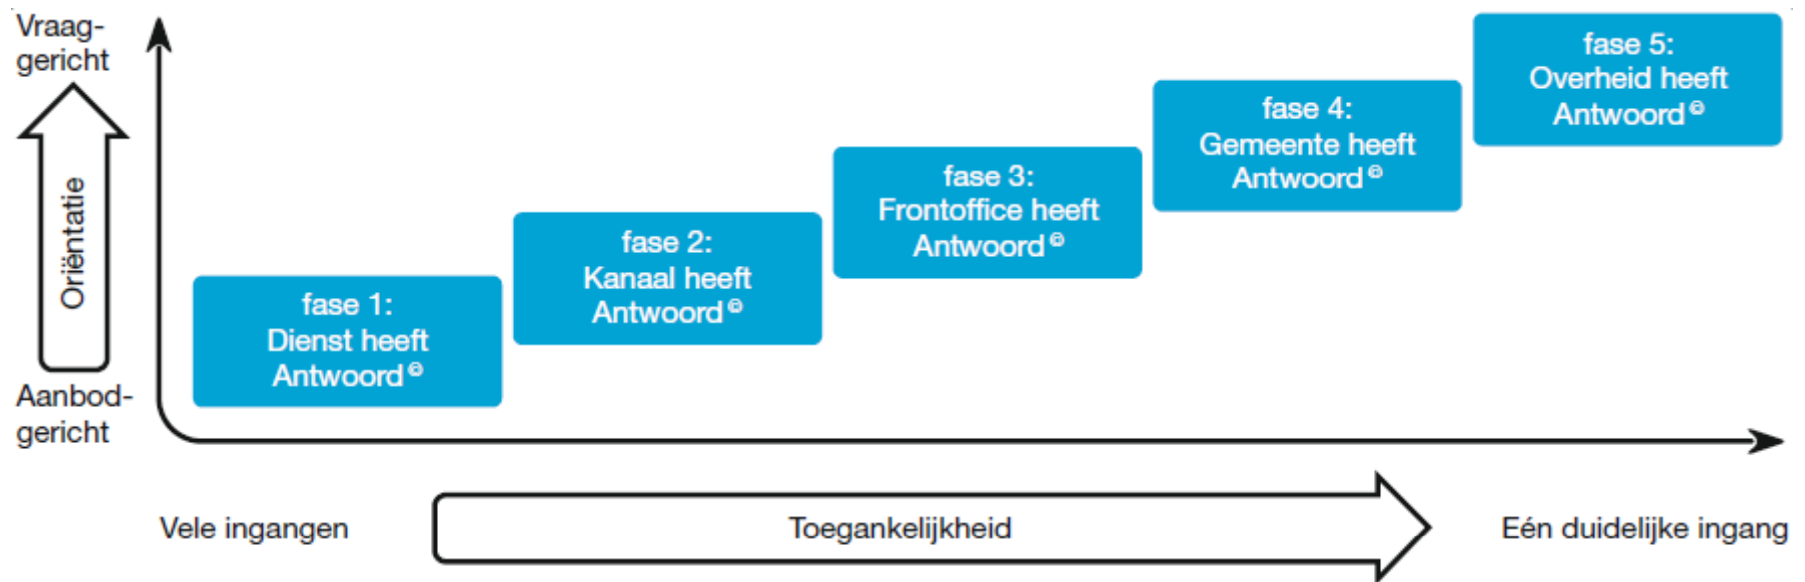 Vraag-
gericht
Oriëntatie
Aanbod-
gericht
fase 1:
Dienst heeft
Antwoord©
fase 2:
Kanaal heeft
Antwoord©
fase 3:
Frontoffice heeft
Antwoord©
fase 4:
Gemeente heeft
Antwoord©
fase 5:
Overheid heeft
Antwoord©
Vele ingangen
Toegankelijkheid
Eén duidelijke ingang